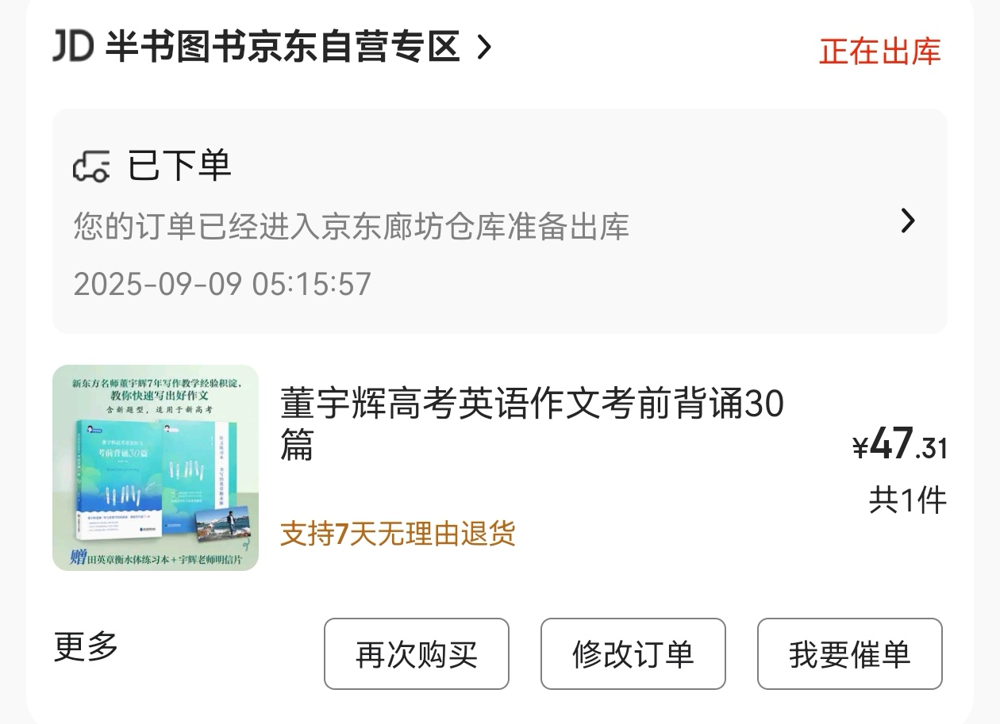 JD 半书图书京东自营专区
正在出库
已下单
您的订单已经进入京东廊坊仓库准备出库
2025-09-09 05:15:57
新东方名师董宇辉7年写作教学经验积淀，
教你快速写出好作文
含新题型，适用于新高考
董宇辉高考英语作文
考前背诵30篇
赠田英章衡水体练习本+宇辉老师明信片
董宇辉高考英语作文考前背诵30
篇
¥47.31
共1件
支持7天无理由退货
更多
再次购买
修改订单
我要催单